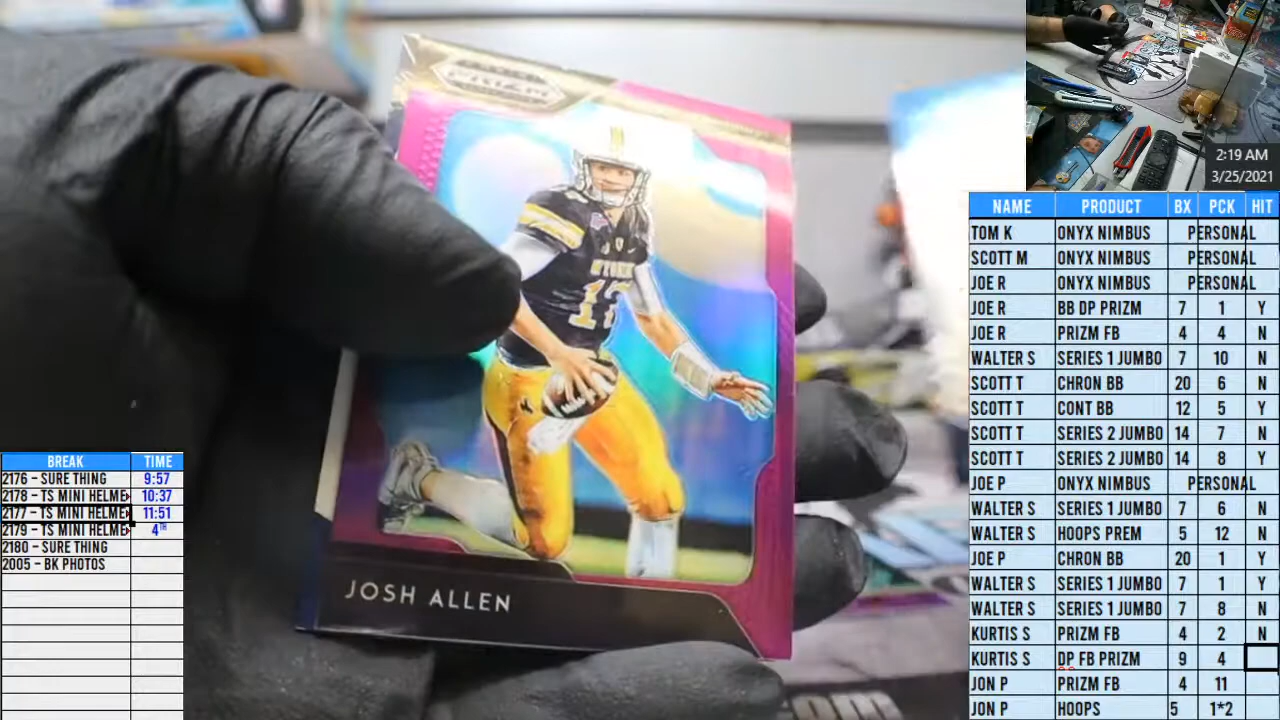 PRIZM
WYOMING
17
JOSH ALLEN
2:19 AM
3/25/2021
NAME PRODUCT BX PCK HIT
TOM K ONYX NIMBUS PERSONAL
SCOTT M ONYX NIMBUS PERSONAL
JOE R ONYX NIMBUS PERSONAL
JOE R BB DP PRIZM 7 1 Y
JOE R PRIZM FB 4 4 N
WALTER S SERIES 1 JUMBO 7 10 N
SCOTT T CHRON BB 20 6 N
SCOTT T CONT BB 12 5 Y
SCOTT T SERIES 2 JUMBO 14 7 N
SCOTT T SERIES 2 JUMBO 14 8 Y
JOE P ONYX NIMBUS PERSONAL
WALTER S SERIES 1 JUMBO 7 6 N
WALTER S HOOPS PREM 5 12 N
JOE P CHRON BB 20 1 Y
WALTER S SERIES 1 JUMBO 7 1 Y
WALTER S SERIES 1 JUMBO 7 8 N
KURTIS S PRIZM FB 4 2 N
KURTIS S DP FB PRIZM 9 4
JON P PRIZM FB 4 11
JON P HOOPS 5 1*2
BREAK TIME
2176 - SURE THING 9:57
2178 - TS MINI HELME 10:37
2177 - TS MINI HELME 11:51
2179 - TS MINI HELME 4TH
2180 - SURE THING
2005 - BK PHOTOS